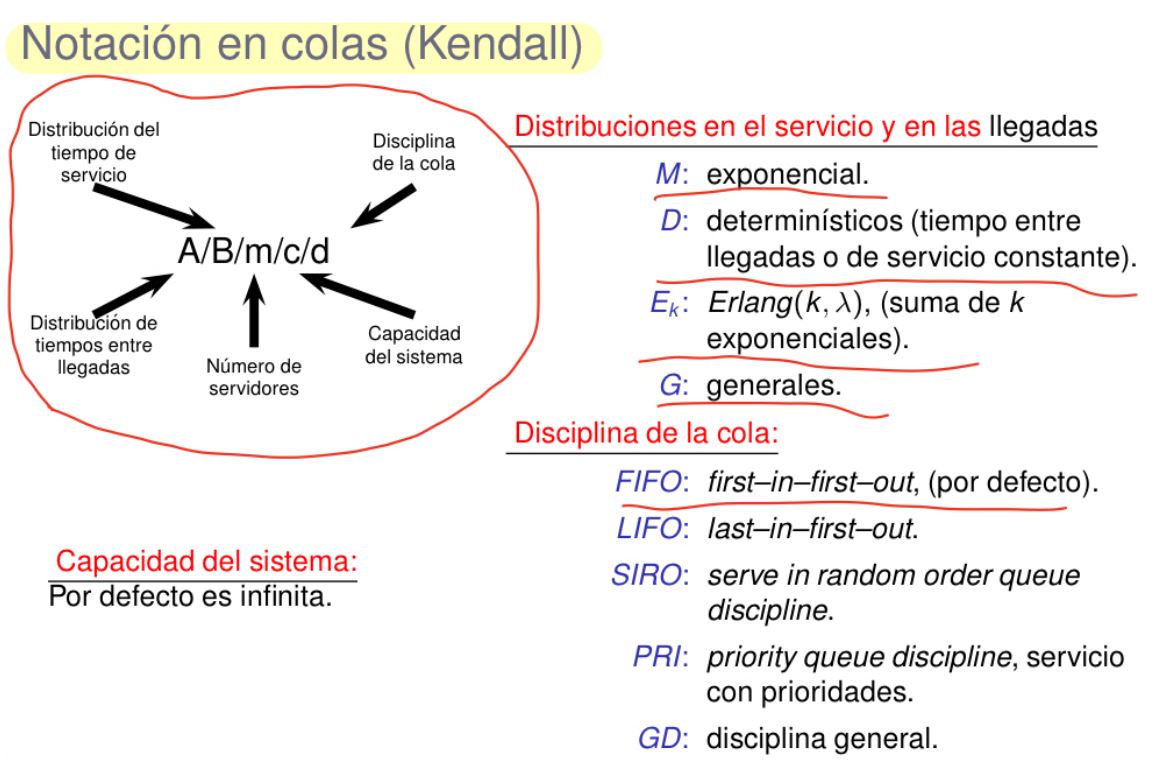 Notación en colas (Kendall)
Distribución del
tiempo de
servicio
Disciplina
de la cola
A/B/m/c/d
Distribución de
tiempos entre
llegadas
Número de
servidores
Capacidad
del sistema
Capacidad del sistema:
Por defecto es infinita.
Distribuciones en el servicio y en las llegadas
M: exponencial.
D: determinísticos (tiempo entre
llegadas o de servicio constante).
Eₖ: Erlang(k, λ), (suma de k
exponenciales).
G: generales.
Disciplina de la cola:
FIFO: first–in–first–out, (por defecto).
LIFO: last–in–first–out.
SIRO: serve in random order queue
discipline.
PRI: priority queue discipline, servicio
con prioridades.
GD: disciplina general.